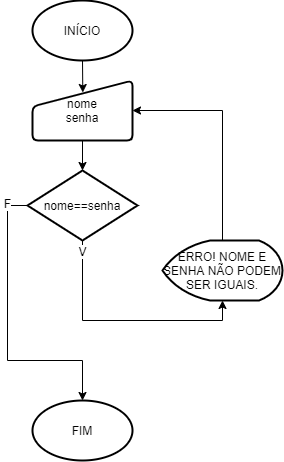 INÍCIO
nome
senha
nome==senha
F
V
ERRO! NOME E
SENHA NÃO PODEM
SER IGUAIS.
FIM